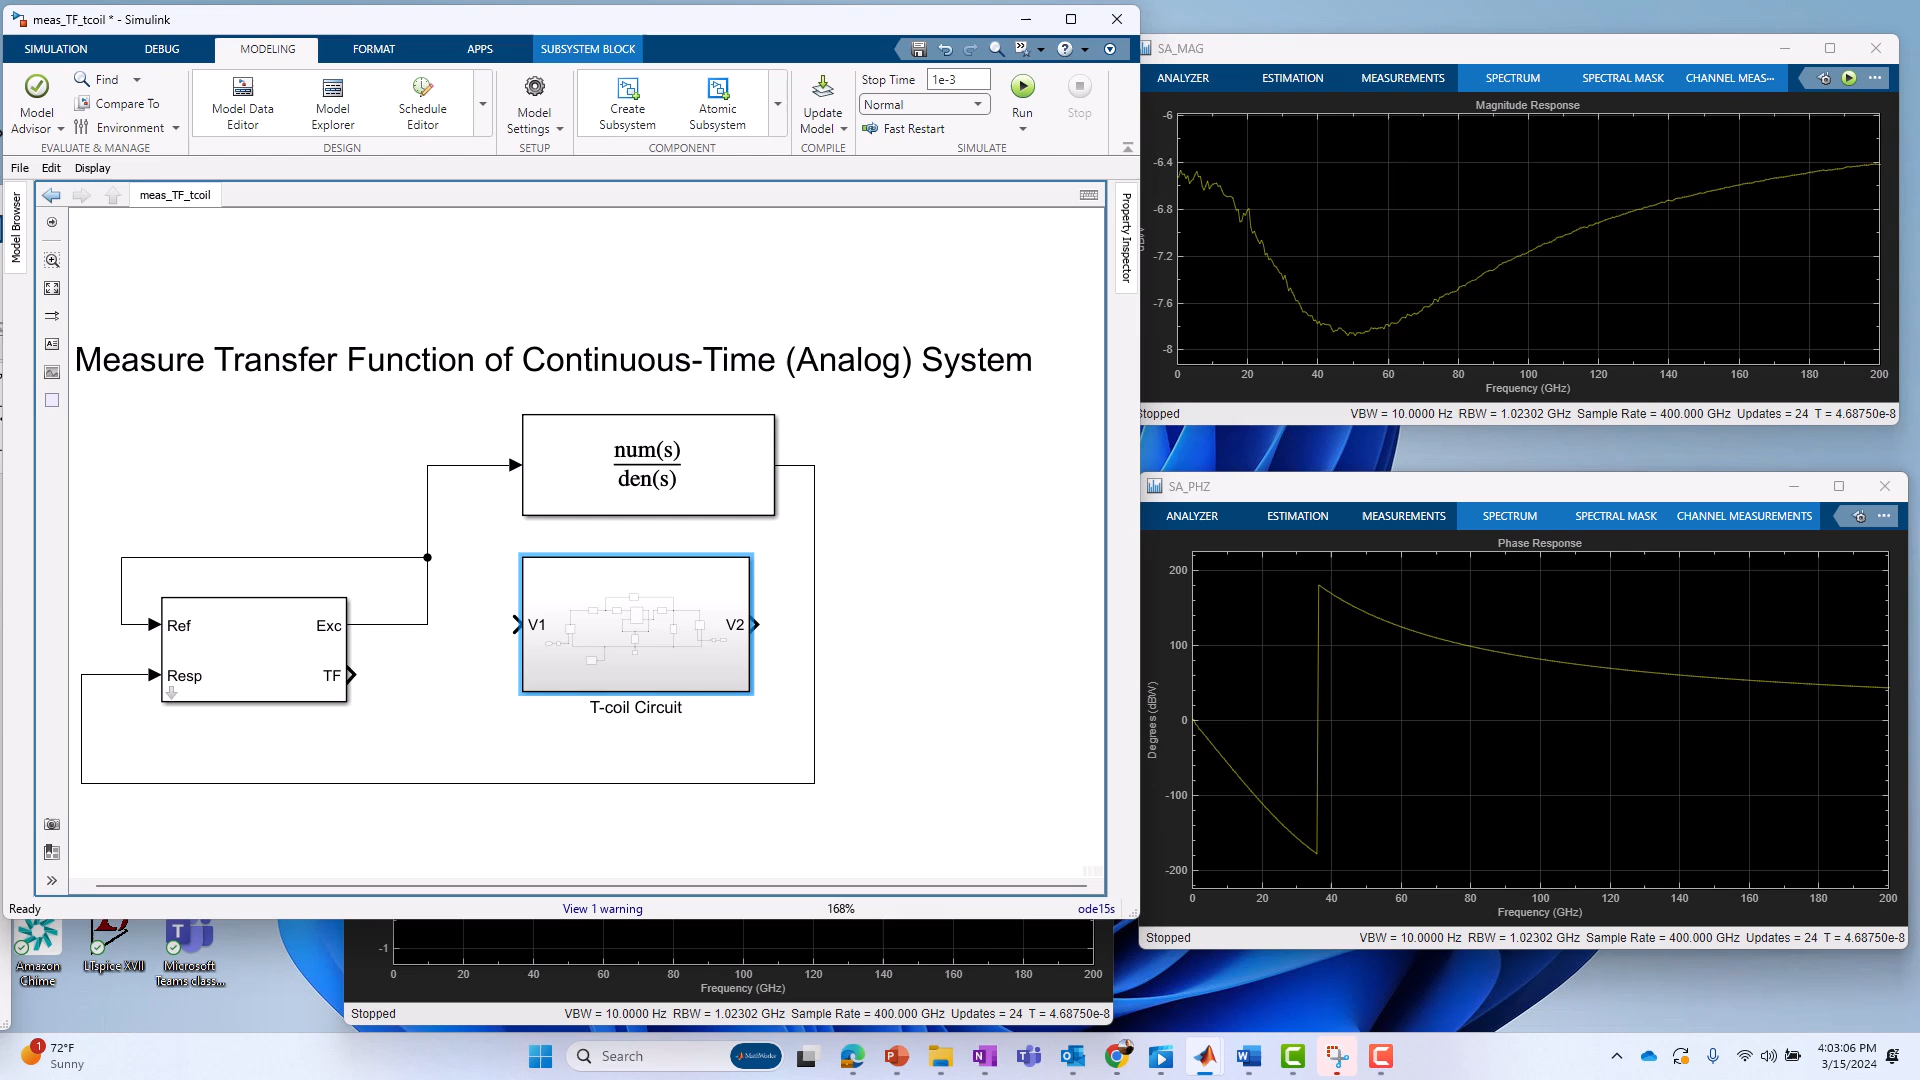 meas_TF_tcoil * - Simulink
SIMULATION DEBUG MODELING FORMAT APPS SUBSYSTEM BLOCK
Model Advisor
Find
Compare To
Environment
EVALUATE & MANAGE
Model Data Editor
Model Explorer
Schedule Editor
DESIGN
Model Settings
SETUP
Create Subsystem
Atomic Subsystem
COMPONENT
Update Model
COMPILE
Stop Time 1e-3
Normal
Fast Restart
Run
Stop
SIMULATE
File Edit Display
Model Browser
meas_TF_tcoil
Property Inspector
Measure Transfer Function of Continuous-Time (Analog) System
num(s)
den(s)
Ref Exc
Resp TF
V1 V2
T-coil Circuit
Ready View 1 warning 168% ode15s
SA_MAG
ANALYZER ESTIMATION MEASUREMENTS SPECTRUM SPECTRAL MASK CHANNEL MEAS...
Magnitude Response
-6
-6.4
-6.8
-7.2
-7.6
-8
0 20 40 60 80 100 120 140 160 180 200
Frequency (GHz)
Stopped VBW = 10.0000 Hz RBW = 1.02302 GHz Sample Rate = 400.000 GHz Updates = 24 T = 4.68750e-8
SA_PHZ
ANALYZER ESTIMATION MEASUREMENTS SPECTRUM SPECTRAL MASK CHANNEL MEASUREMENTS
Phase Response
Degrees (dBW)
200
100
0
-100
-200
0 20 40 60 80 100 120 140 160 180 200
Frequency (GHz)
Stopped VBW = 10.0000 Hz RBW = 1.02302 GHz Sample Rate = 400.000 GHz Updates = 24 T = 4.68750e-8
-1
0 20 40 60 80 100 120 140 160 180 200
Frequency (GHz)
Stopped VBW = 10.0000 Hz RBW = 1.02302 GHz Sample Rate = 400.000 GHz Updates = 24 T = 4.68750e-8
Amazon Chime
LTspice XVII
Microsoft Teams class...
1
72°F
Sunny
Search
MathWorks
4:03:06 PM
3/15/2024